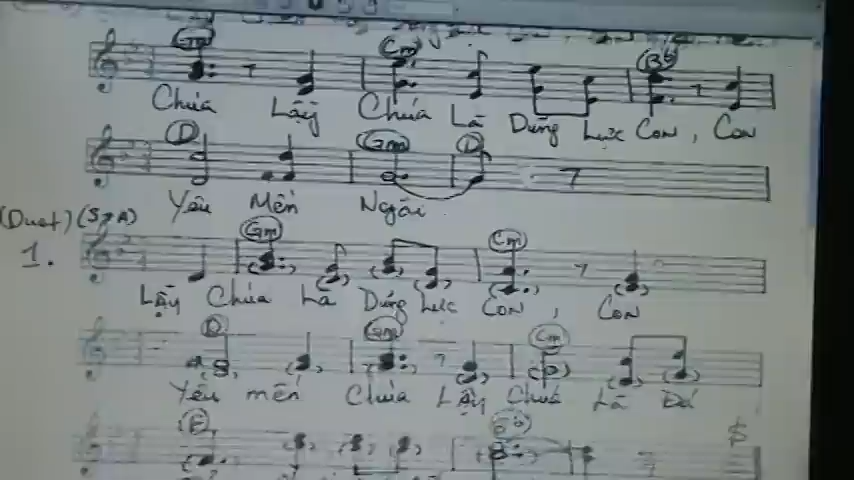 Gm Cm (Bb)
Chúa Lạy Chúa Là Dũng Lực Con, Con
D Gm D
Yêu Mến Ngài
(Duet) (S+A) Gm Cm
1. Lạy Chúa Là Dũng Lực Con, Con
D Gm Cm
Yêu mến Chúa Lạy Chúa Là Đá